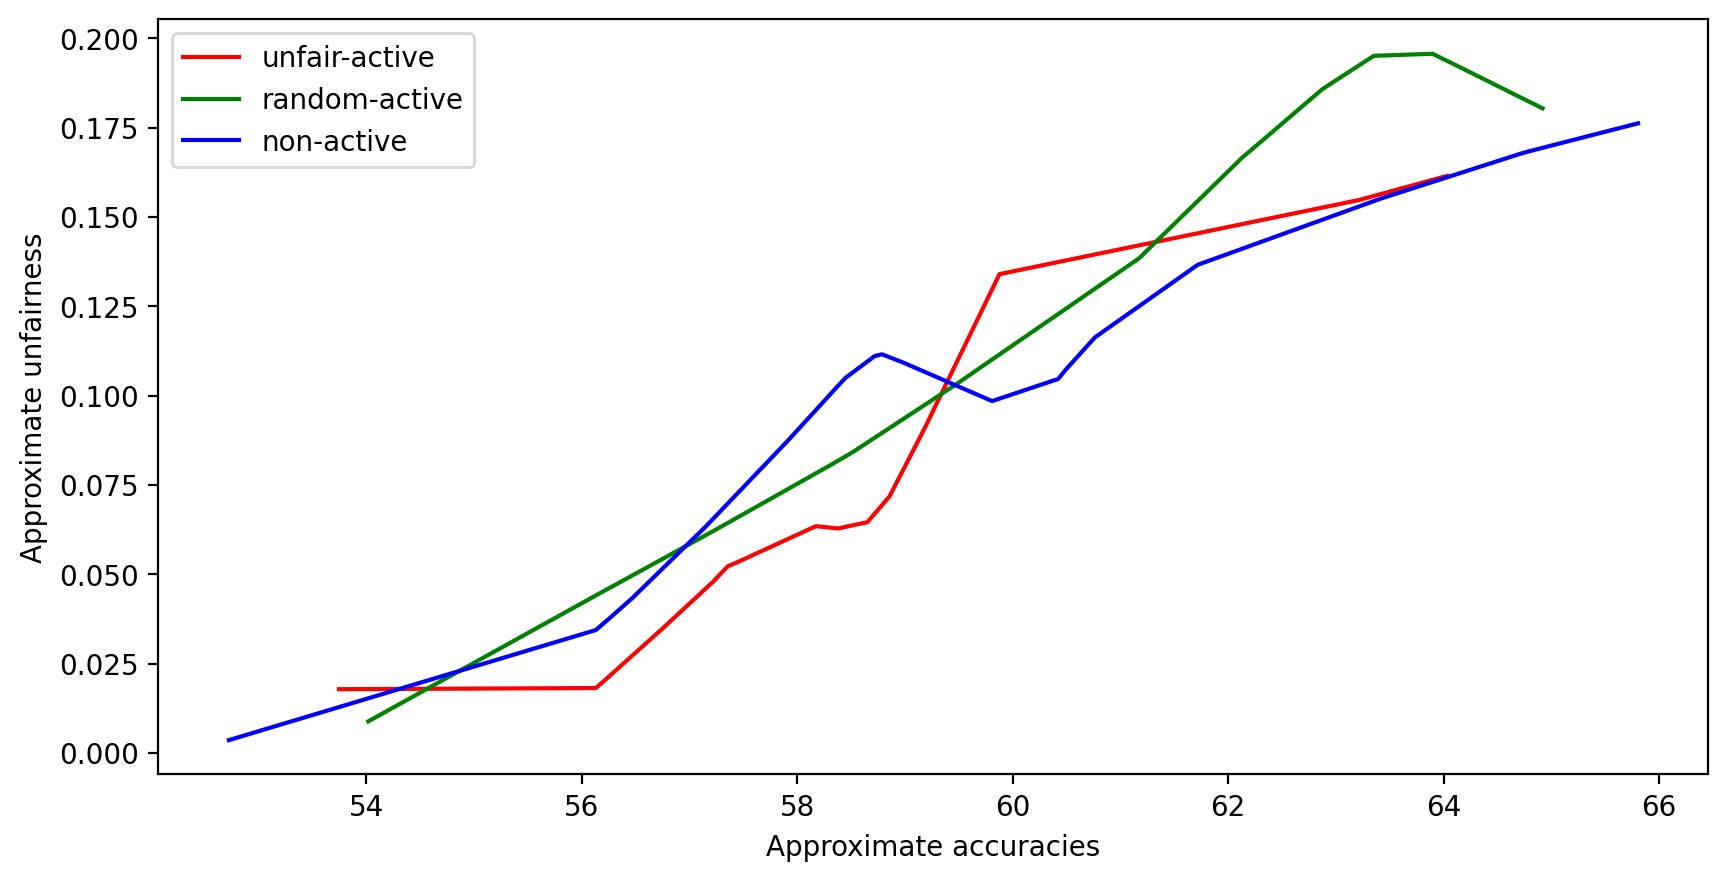 unfair-active
random-active
non-active
0.200
0.175
0.150
0.125
0.100
0.075
0.050
0.025
0.000
Approximate unfairness
54 56 58 60 62 64 66
Approximate accuracies